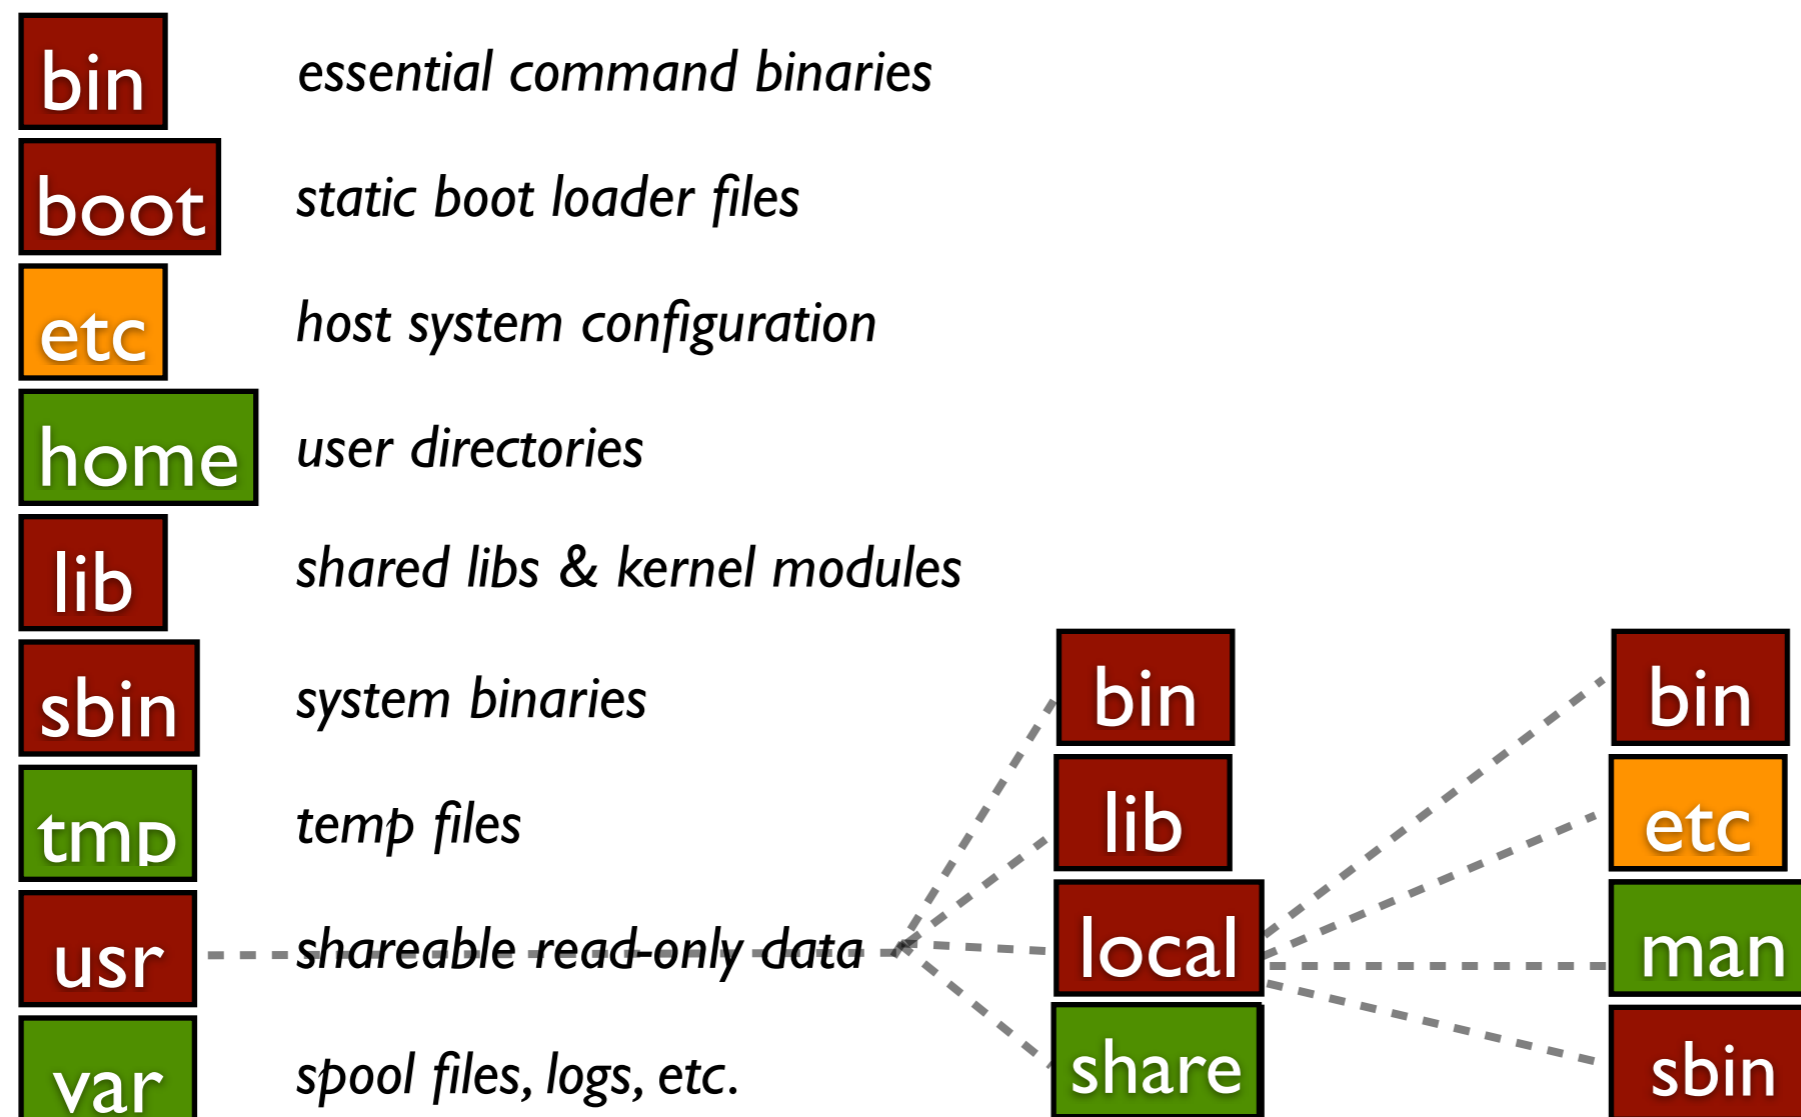 bin essential command binaries
boot static boot loader files
etc host system configuration
home user directories
lib shared libs & kernel modules
sbin system binaries bin bin
tmp temp files lib etc
usr shareable read-only data local man
var spool files, logs, etc. share sbin